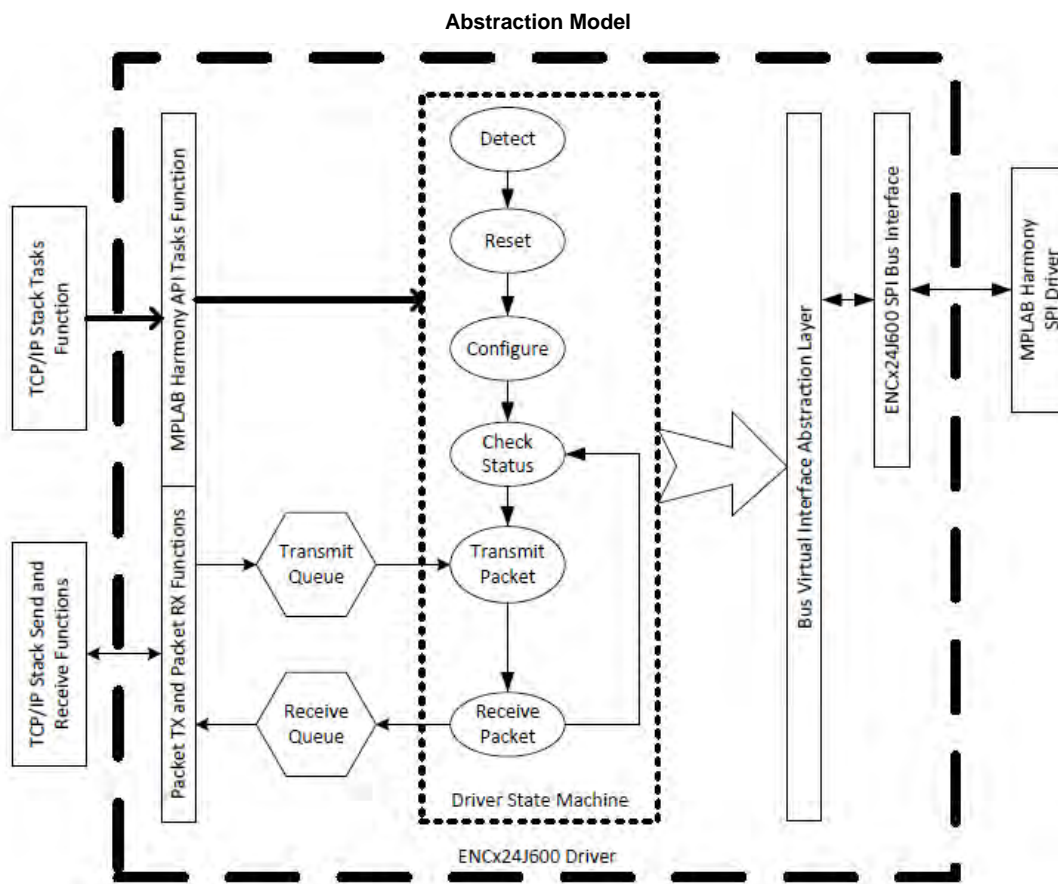 Abstraction Model
TCP/IP Stack Tasks
Function
MPLAB Harmony API Tasks Function
Detect
Reset
Configure
Check
Status
Transmit
Packet
Receive
Packet
Driver State Machine
TCP/IP Stack Send and
Receive Functions
Packet TX and Packet RX Functions
Transmit
Queue
Receive
Queue
Bus Virtual Interface Abstraction Layer
ENCx24J600 SPI Bus Interface
MPLAB Harmony
SPI Driver
ENCx24J600 Driver